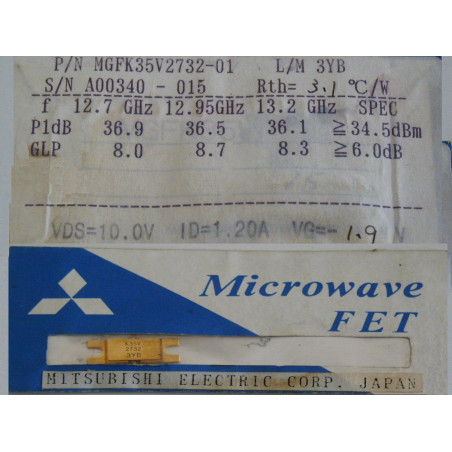 P/N MGFK35V2732-01 L/M 3YB
S/N A00340 - 015 Rth= 3.1 ℃/W
f 12.7 GHz 12.95GHz 13.2 GHz SPEC
P1dB 36.9 36.5 36.1 ≧34.5dBm
GLP 8.0 8.7 8.3 ≧6.0dB
VDS=10.0V ID=1.20A VG=-1.9 V
Microwave
FET
2732
3YB
MITSUBISHI ELECTRIC CORP. JAPAN